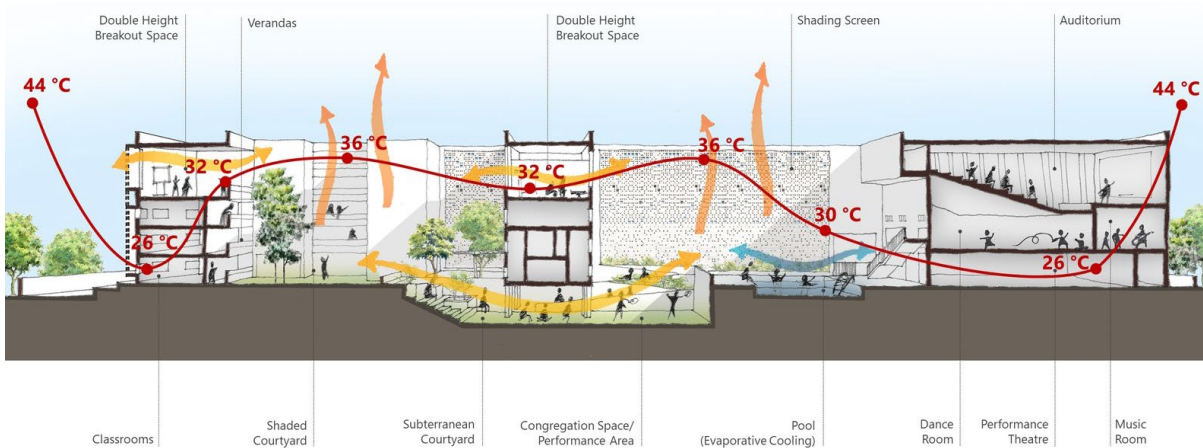 Double Height
Breakout Space
Verandas
Double Height
Breakout Space
Shading Screen
Auditorium
44 °C
44 °C
36 °C
36 °C
32 °C
32 °C
30 °C
26 °C
26 °C
Classrooms
Shaded
Courtyard
Subterranean
Courtyard
Congregation Space/
Performance Area
Pool
(Evaporative Cooling)
Dance
Room
Performance
Theatre
Music
Room